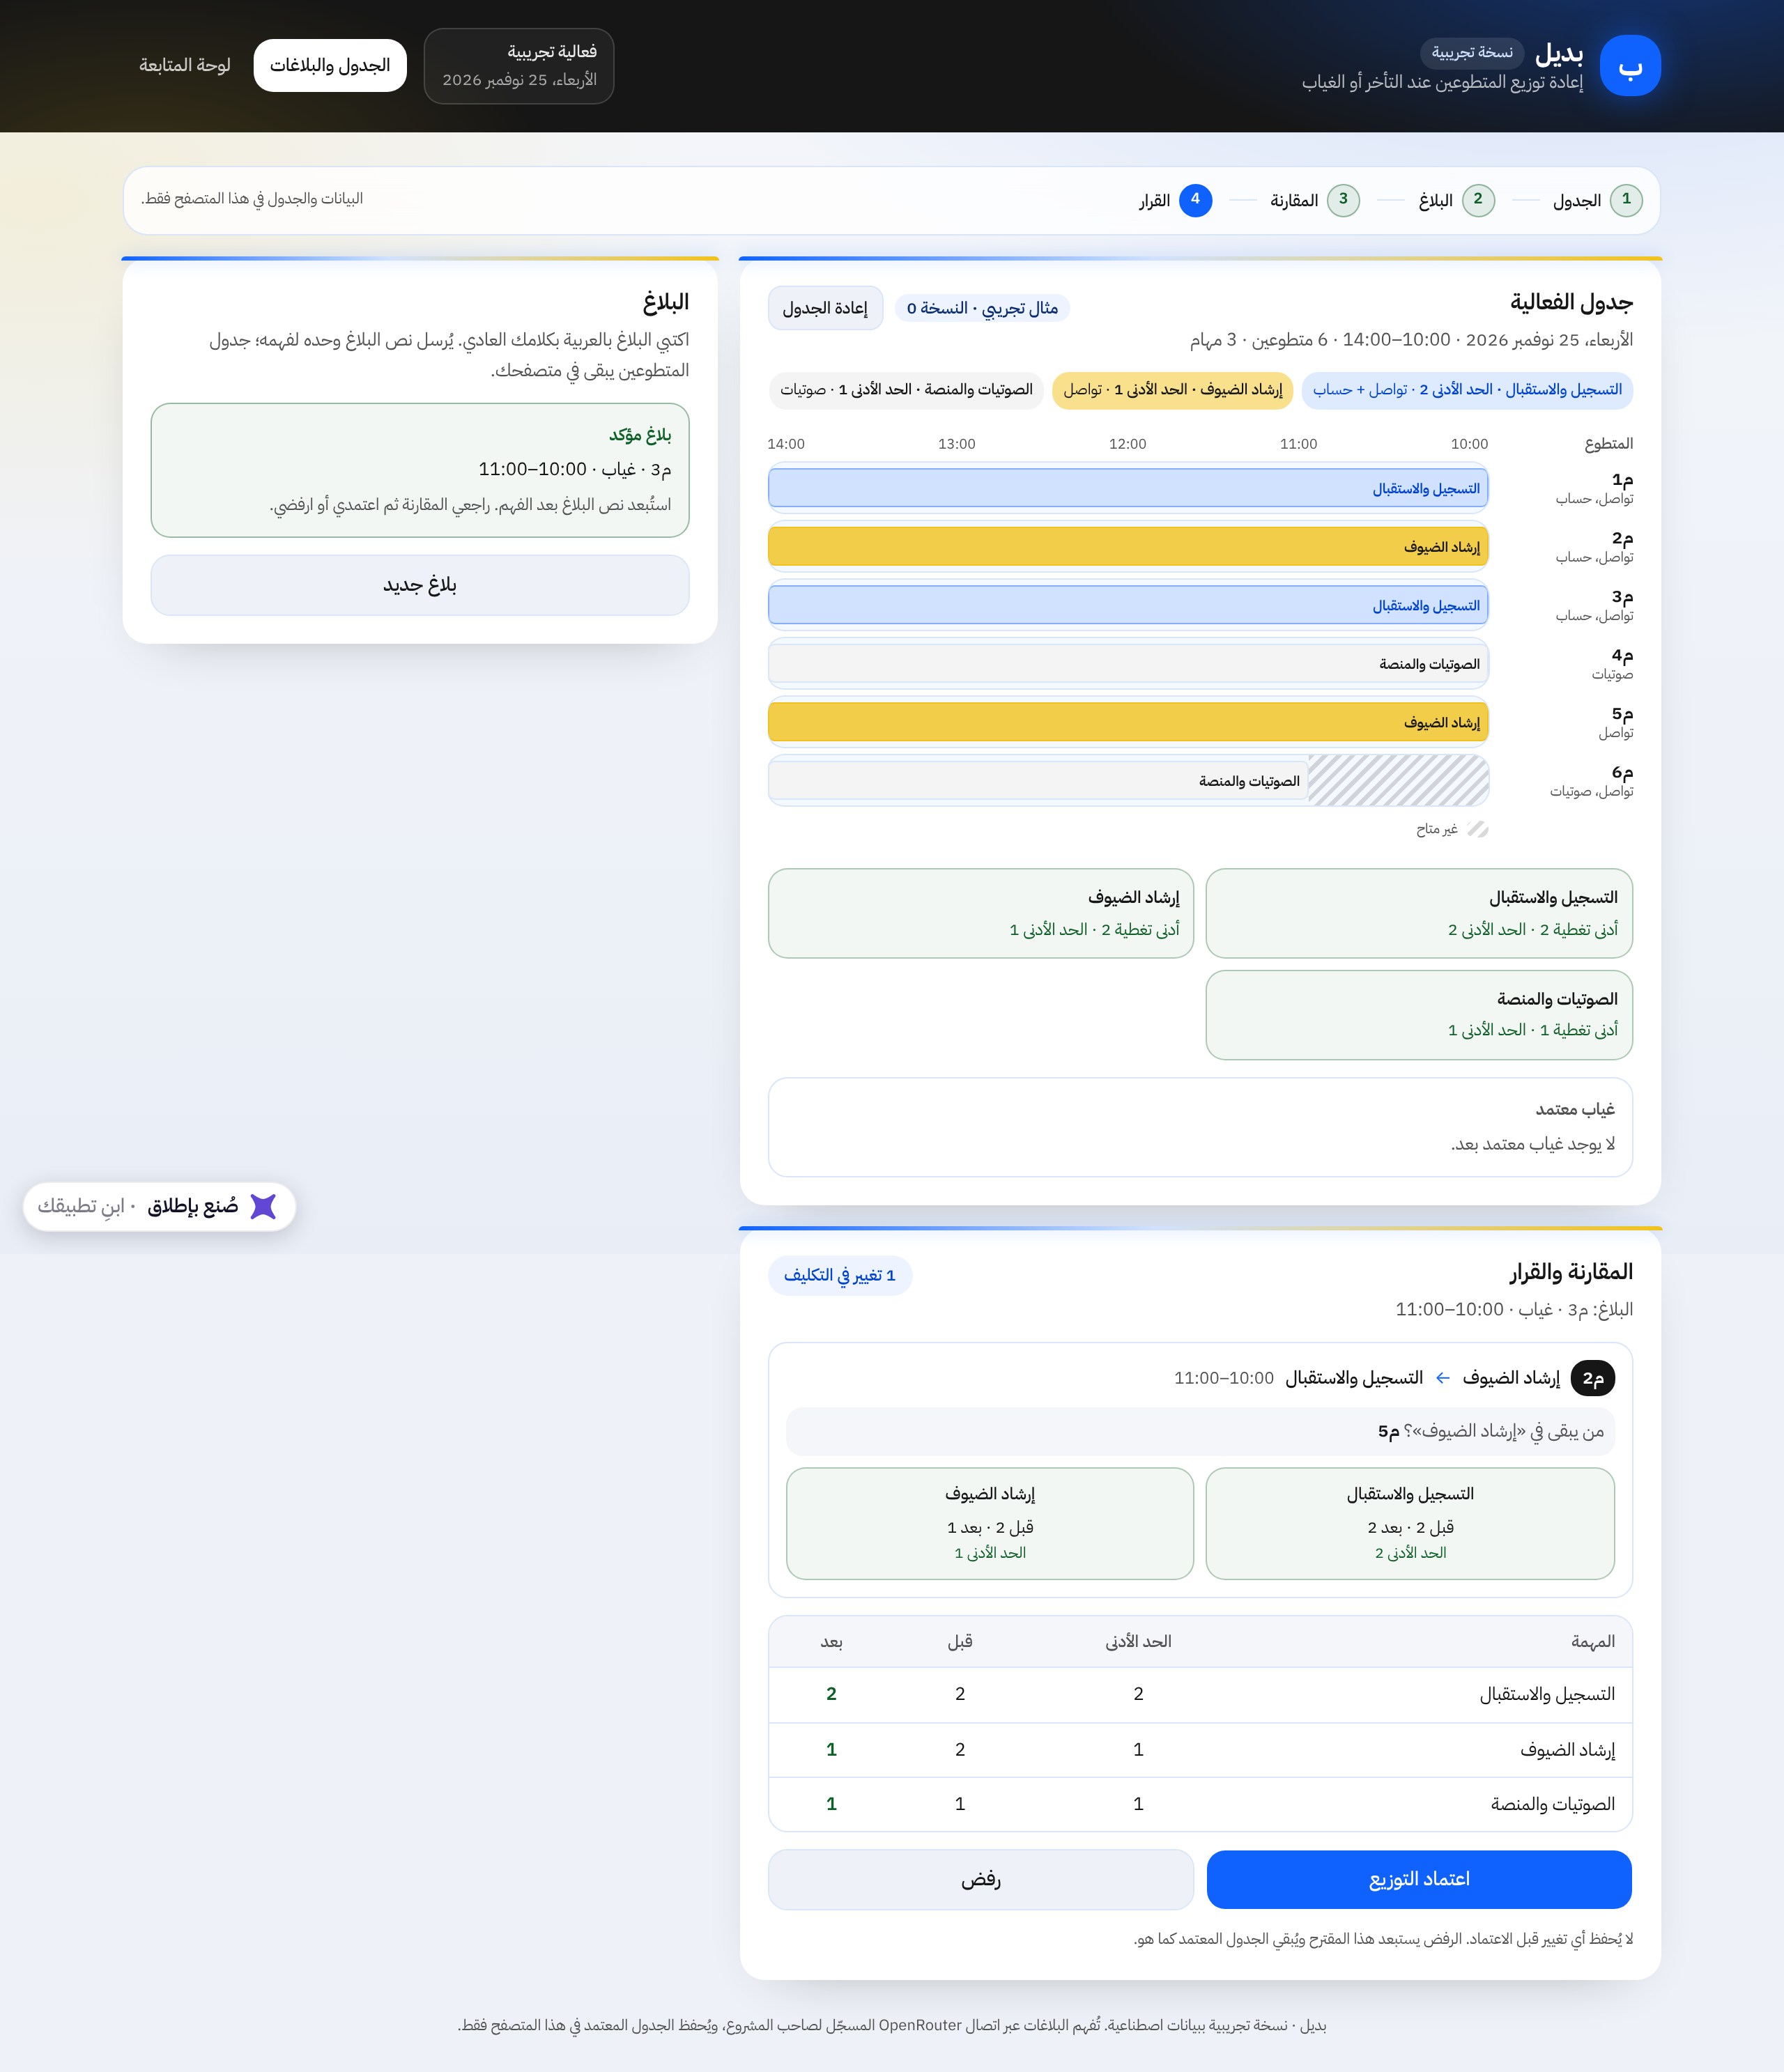 ب
بديل نسخة تجريبية
إعادة توزيع المتطوعين عند التأخر أو الغياب
فعالية تجريبية
الأربعاء، 25 نوفمبر 2026
الجدول والبلاغات
لوحة المتابعة
1 الجدول 2 البلاغ 3 المقارنة 4 القرار
البيانات والجدول في هذا المتصفح فقط.
جدول الفعالية
مثال تجريبي · النسخة 0
إعادة الجدول
الأربعاء، 25 نوفمبر 2026 · 10:00–14:00 · 6 متطوعين · 3 مهام
التسجيل والاستقبال · الحد الأدنى 2 · تواصل + حساب
إرشاد الضيوف · الحد الأدنى 1 · تواصل
الصوتيات والمنصة · الحد الأدنى 1 · صوتيات
المتطوع 10:00 11:00 12:00 13:00 14:00
م1
تواصل، حساب
التسجيل والاستقبال
م2
تواصل، حساب
إرشاد الضيوف
م3
تواصل، حساب
التسجيل والاستقبال
م4
صوتيات
الصوتيات والمنصة
م5
تواصل
إرشاد الضيوف
م6
تواصل، صوتيات
الصوتيات والمنصة
غير متاح
التسجيل والاستقبال
أدنى تغطية 2 · الحد الأدنى 2
إرشاد الضيوف
أدنى تغطية 2 · الحد الأدنى 1
الصوتيات والمنصة
أدنى تغطية 1 · الحد الأدنى 1
غياب معتمد
لا يوجد غياب معتمد بعد.
البلاغ
اكتبي البلاغ بالعربية بكلامك العادي. يُرسل نص البلاغ وحده لفهمه؛ جدول
المتطوعين يبقى في متصفحك.
بلاغ مؤكد
م3 · غياب · 10:00–11:00
استُبعد نص البلاغ بعد الفهم. راجعي المقارنة ثم اعتمدي أو ارفضي.
بلاغ جديد
صُنع بإطلاق · ابنِ تطبيقك
المقارنة والقرار
1 تغيير في التكليف
البلاغ: م3 · غياب · 10:00–11:00
م2 إرشاد الضيوف ← التسجيل والاستقبال 10:00–11:00
من يبقى في «إرشاد الضيوف»؟ م5
التسجيل والاستقبال
قبل 2 · بعد 2
الحد الأدنى 2
إرشاد الضيوف
قبل 2 · بعد 1
الحد الأدنى 1
المهمة الحد الأدنى قبل بعد
التسجيل والاستقبال 2 2 2
إرشاد الضيوف 1 2 1
الصوتيات والمنصة 1 1 1
اعتماد التوزيع
رفض
لا يُحفظ أي تغيير قبل الاعتماد. الرفض يستبعد هذا المقترح ويُبقي الجدول المعتمد كما هو.
بديل · نسخة تجريبية ببيانات اصطناعية. تُفهم البلاغات عبر اتصال OpenRouter المسجّل لصاحب المشروع، ويُحفظ الجدول المعتمد في هذا المتصفح فقط.